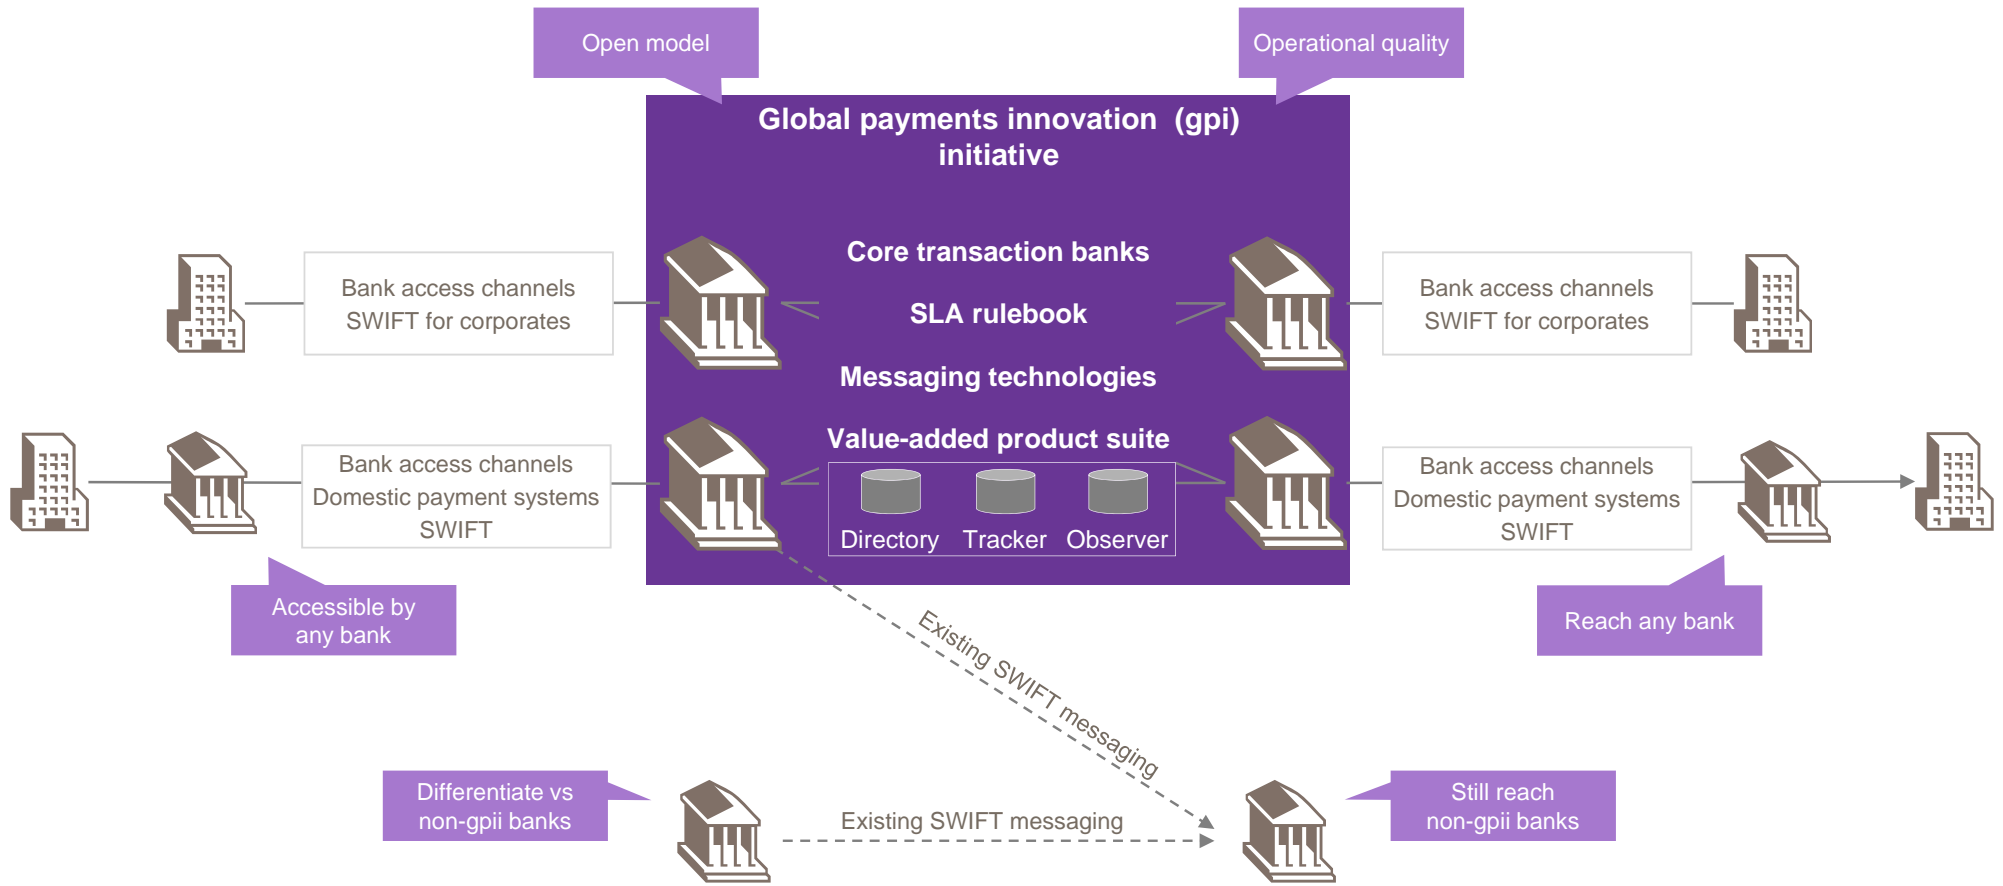 Open model
Operational quality
Global payments innovation (gpi)
initiative
Core transaction banks
SLA rulebook
Messaging technologies
Value-added product suite
Directory
Tracker
Observer
Bank access channels
SWIFT for corporates
Bank access channels
SWIFT for corporates
Bank access channels
Domestic payment systems
SWIFT
Bank access channels
Domestic payment systems
SWIFT
Accessible by
any bank
Reach any bank
Existing SWIFT messaging
Differentiate vs
non-gpii banks
Existing SWIFT messaging
Still reach
non-gpii banks